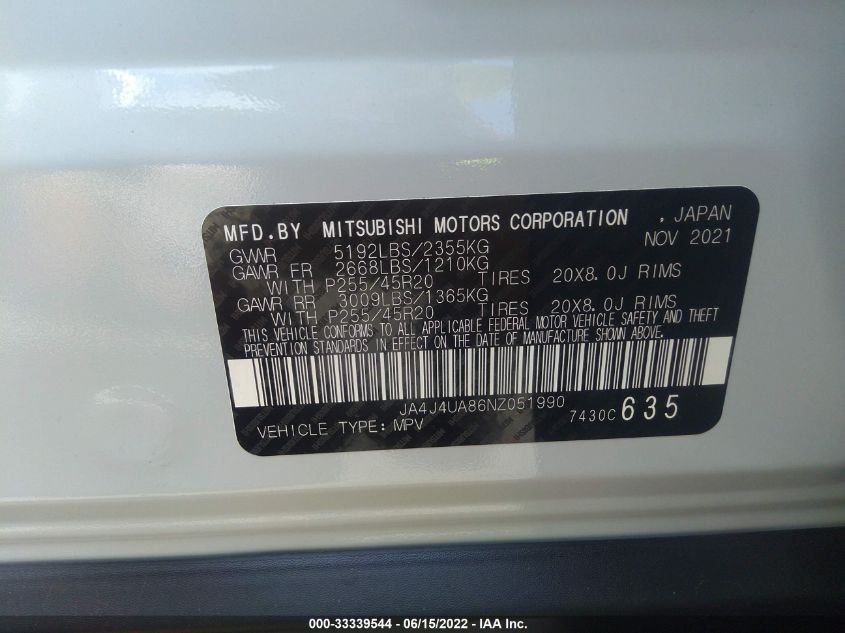 MFD.BY MITSUBISHI MOTORS CORPORATION , JAPAN
NOV 2021
GVWR 5192LBS/2355KG
GAWR FR 2668LBS/1210KG
WITH P255/45R20 TIRES 20X8.0J RIMS
GAWR RR 3009LBS/1365KG
WITH P255/45R20 TIRES 20X8.0J RIMS
THIS VEHICLE CONFORMS TO ALL APPLICABLE FEDERAL MOTOR VEHICLE SAFETY AND THEFT
PREVENTION STANDARDS IN EFFECT ON THE DATE OF MANUFACTURE SHOWN ABOVE.
JA4J4UA86NZ051990
VEHICLE TYPE: MPV 7430C 635
000-33339544 - 06/15/2022 - IAA Inc.